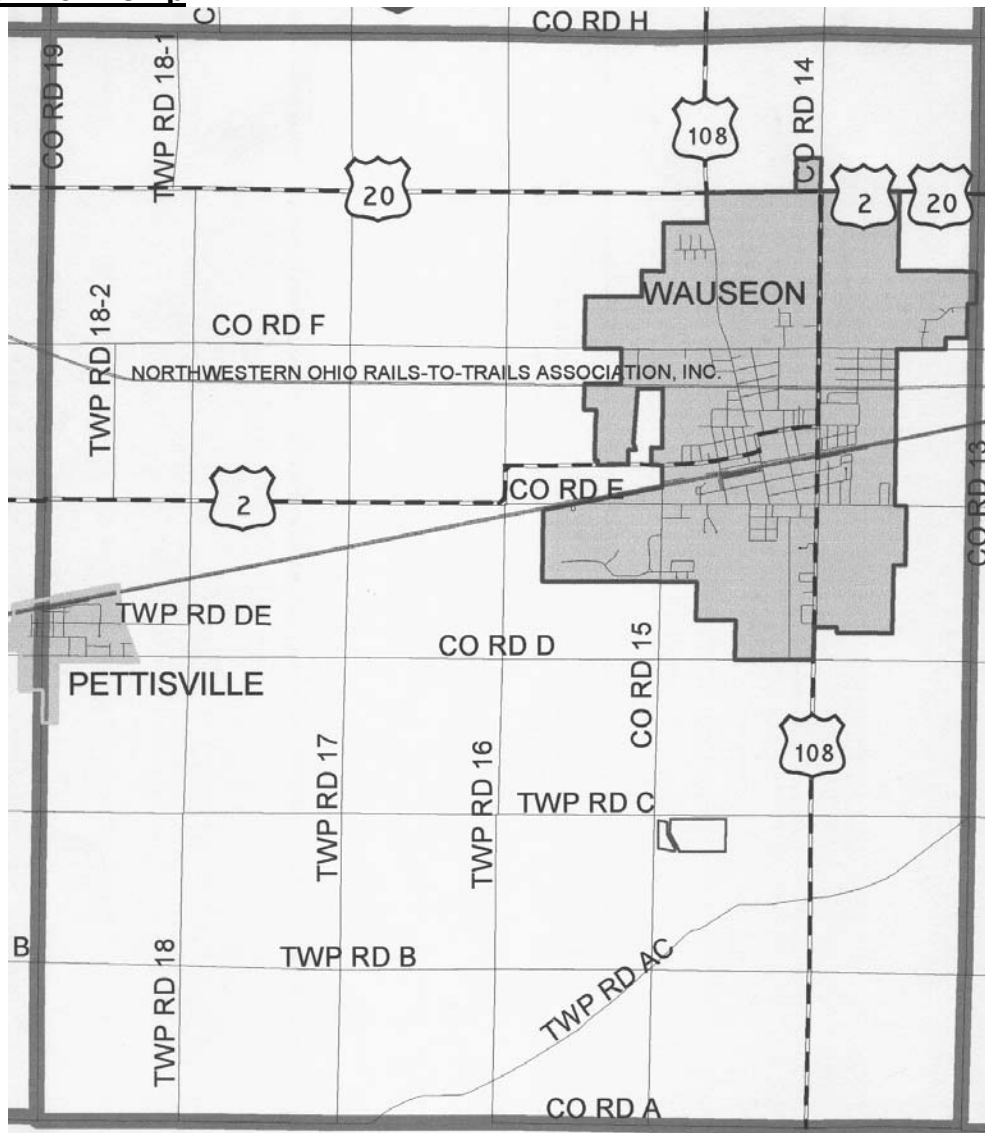 CO RD H
CO RD 19
TWP RD 18-1
C
108
CO RD 14
20
2
20
WAUSEON
TWP RD 18-2
CO RD F
NORTHWESTERN OHIO RAILS-TO-TRAILS ASSOCIATION, INC.
2
CO RD E
CO RD 13
TWP RD DE
CO RD D
CO RD 15
PETTISVILLE
108
TWP RD 17
TWP RD 16
TWP RD C
B
TWP RD 18
TWP RD B
TWP RD AC
CO RD A